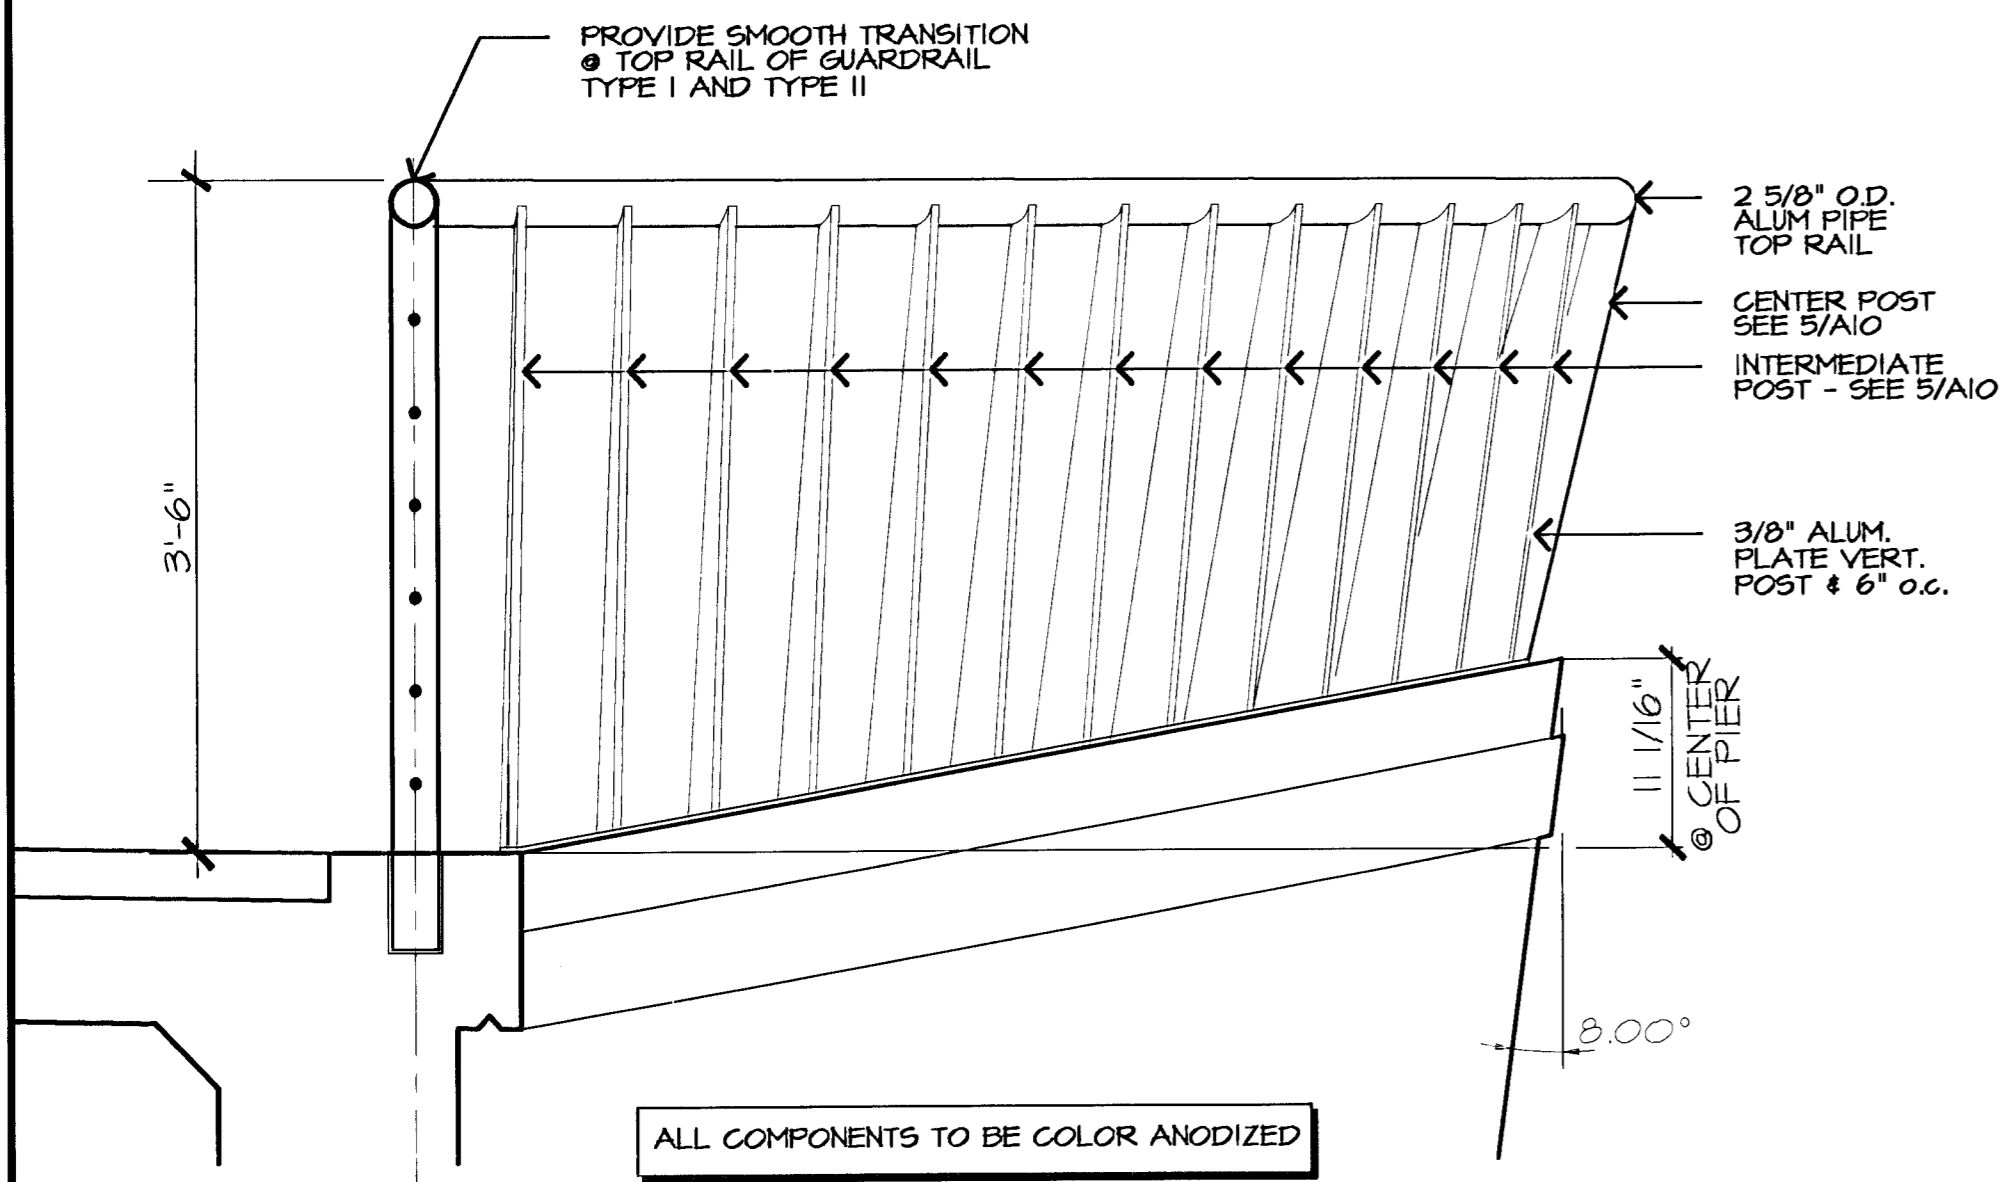 PROVIDE SMOOTH TRANSITION
@ TOP RAIL OF GUARDRAIL
TYPE I AND TYPE II
2 5/8" O.D.
ALUM PIPE
TOP RAIL
CENTER POST
SEE 5/A10
INTERMEDIATE
POST - SEE 5/A10
3'-6"
3/8" ALUM.
PLATE VERT.
POST & 6" o.c.
11 1/16"
@ CENTER
OF PIER
8.00°
ALL COMPONENTS TO BE COLOR ANODIZED